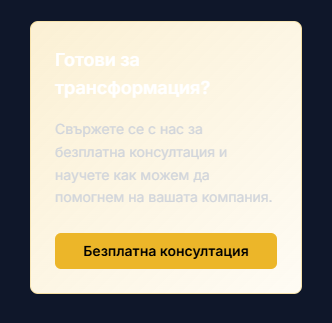 Готови за
трансформация?
Свържете се с нас за
безплатна консултация и
научете как можем да
помогнем на вашата компания.
Безплатна консултация